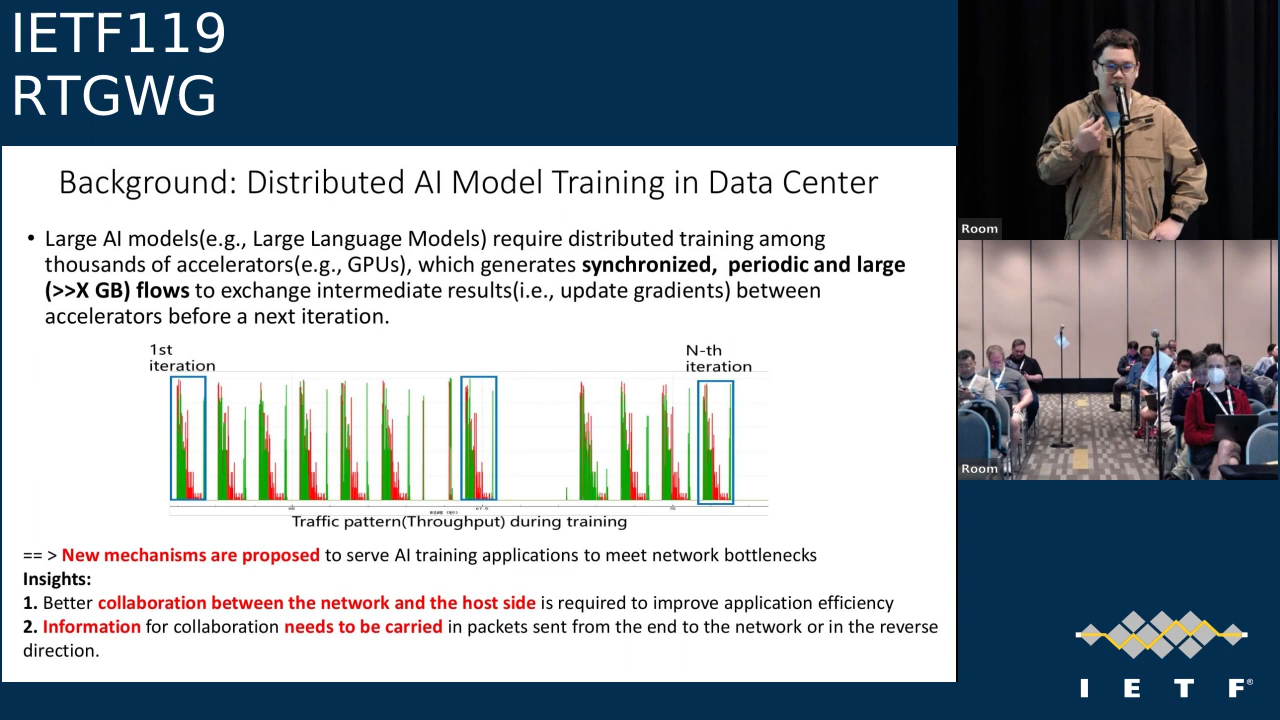 IETF119
RTGWG
Background: Distributed AI Model Training in Data Center
• Large AI models(e.g., Large Language Models) require distributed training among
thousands of accelerators(e.g., GPUs), which generates synchronized, periodic and large
(>>X GB) flows to exchange intermediate results(i.e., update gradients) between
accelerators before a next iteration.
1st
iteration
N-th
iteration
Traffic pattern(Throughput) during training
== > New mechanisms are proposed to serve AI training applications to meet network bottlenecks
Insights:
1. Better collaboration between the network and the host side is required to improve application efficiency
2. Information for collaboration needs to be carried in packets sent from the end to the network or in the reverse
direction.
Room
Room
I E T F®